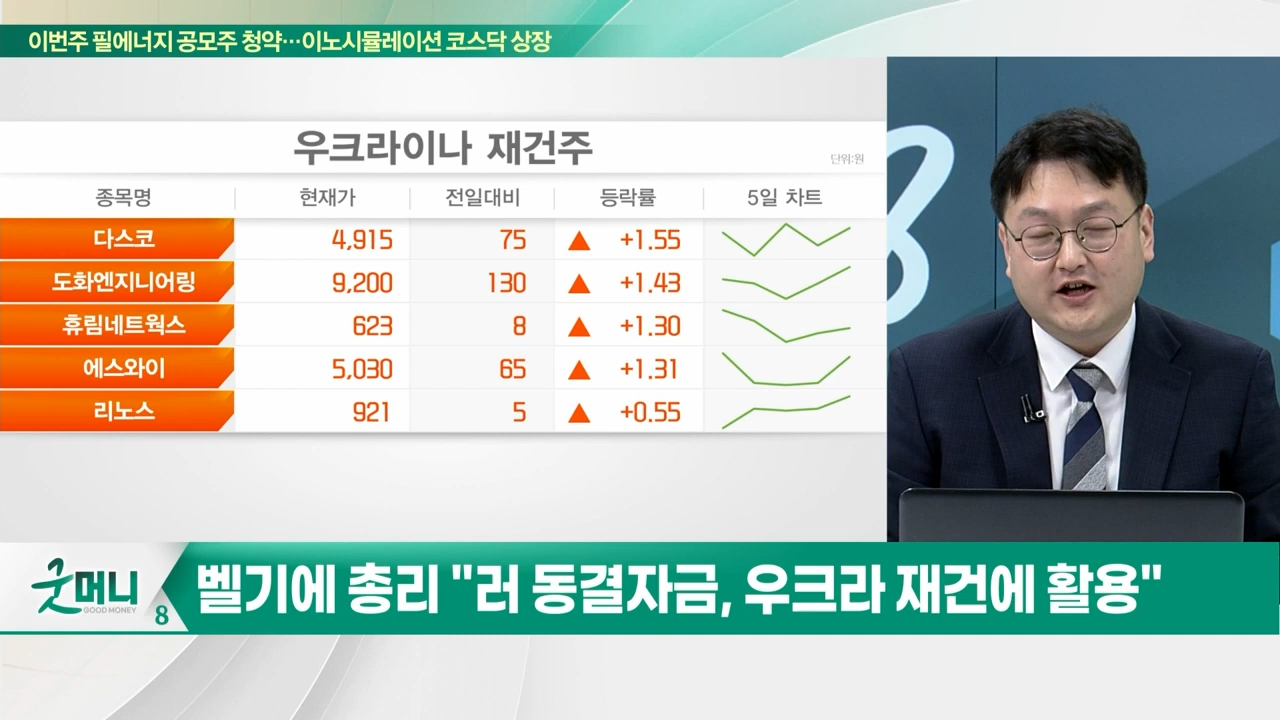 이번주 필에너지 공모주 청약…이노시뮬레이션 코스닥 상장
우크라이나 재건주
단위:원
종목명 현재가 전일대비 등락률 5일 차트
다스코 4,915 75 ▲ +1.55
도화엔지니어링 9,200 130 ▲ +1.43
휴림네트웍스 623 8 ▲ +1.30
에스와이 5,030 65 ▲ +1.31
리노스 921 5 ▲ +0.55
굿머니
GOOD MONEY
8
벨기에 총리 "러 동결자금, 우크라 재건에 활용"